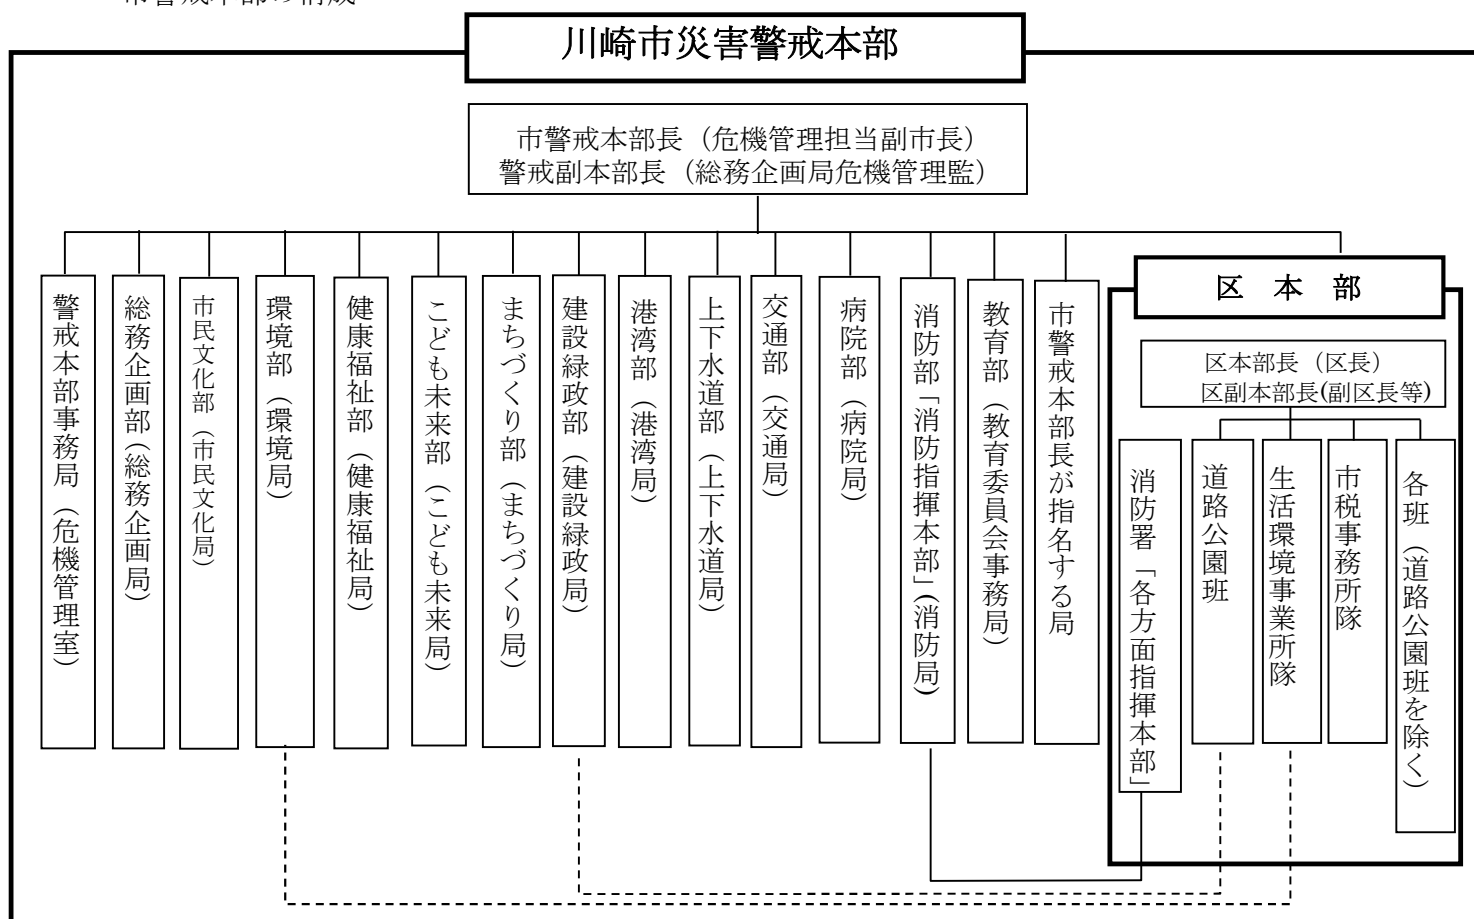 市警戒本部の構成
川崎市災害警戒本部
市警戒本部長（危機管理担当副市長）
警戒副本部長（総務企画局危機管理監）
警戒本部事務局（危機管理室）
総務企画部（総務企画局）
市民文化部（市民文化局）
環境部（環境局）
健康福祉部（健康福祉局）
こども未来部（こども未来局）
まちづくり部（まちづくり局）
建設緑政部（建設緑政局）
港湾部（港湾局）
上下水道部（上下水道局）
交通部（交通局）
病院部（病院局）
消防部「消防指揮本部」（消防局）
教育部（教育委員会事務局）
市警戒本部長が指名する局
区 本 部
区本部長（区長）
区副本部長(副区長等)
消防署「各方面指揮本部」
道路公園班
生活環境事業所隊
市税事務所隊
各班（道路公園班を除く）